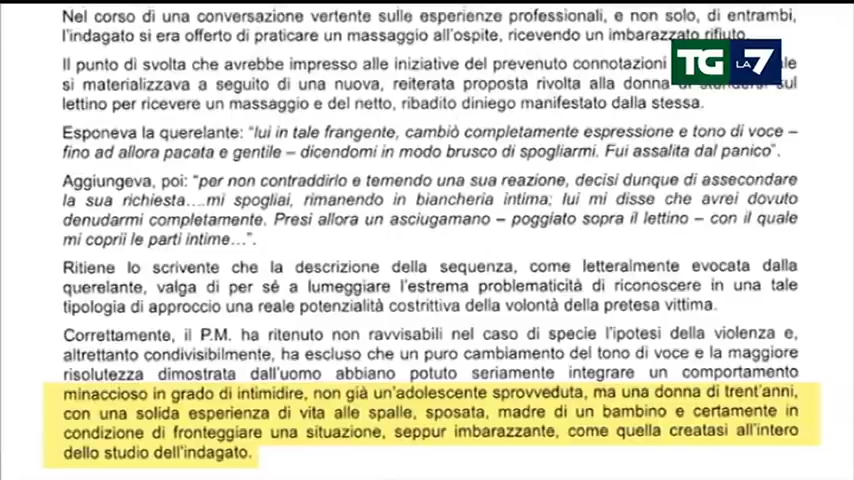 Nel corso di una conversazione vertente sulle esperienze professionali, e non solo, di entrambi,
l'indagato si era offerto di praticare un massaggio all'ospite, ricevendo un imbarazzato rifiuto.
TG LA 7
Il punto di svolta che avrebbe impresso alle iniziative del prevenuto connotazioni
si materializzava a seguito di una nuova, reiterata proposta rivolta alla donna di stendersi sul
lettino per ricevere un massaggio e del netto, ribadito diniego manifestato dalla stessa.
Esponeva la querelante: "lui in tale frangente, cambiò completamente espressione e tono di voce –
fino ad allora pacata e gentile – dicendomi in modo brusco di spogliarmi. Fui assalita dal panico".
Aggiungeva, poi: "per non contraddirlo e temendo una sua reazione, decisi dunque di assecondare
la sua richiesta....mi spogliai, rimanendo in biancheria intima; lui mi disse che avrei dovuto
denudarmi completamente. Presi allora un asciugamano – poggiato sopra il lettino – con il quale
mi coprii le parti intime…".
Ritiene lo scrivente che la descrizione della sequenza, come letteralmente evocata dalla
querelante, valga di per sé a lumeggiare l'estrema problematicità di riconoscere in una tale
tipologia di approccio una reale potenzialità costrittiva della volontà della pretesa vittima.
Correttamente, il P.M. ha ritenuto non ravvisabili nel caso di specie l'ipotesi della violenza e,
altrettanto condivisibilmente, ha escluso che un puro cambiamento del tono di voce e la maggiore
risolutezza dimostrata dall'uomo abbiano potuto seriamente integrare un comportamento
minaccioso in grado di intimidire, non già un'adolescente sprovveduta, ma una donna di trent'anni,
con una solida esperienza di vita alle spalle, sposata, madre di un bambino e certamente in
condizione di fronteggiare una situazione, seppur imbarazzante, come quella creatasi all'intero
dello studio dell'indagato.